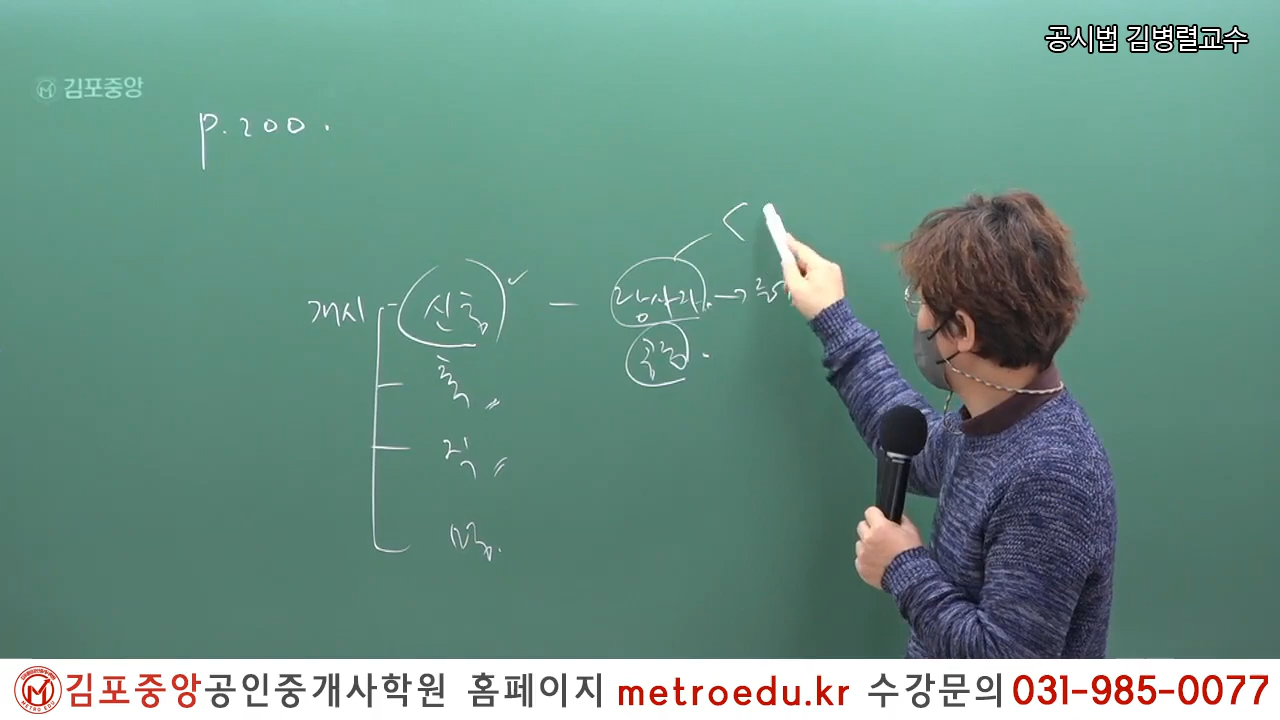 공시법 김병렬교수
김포중앙
p.200.
개시 신청 — 당사자 →
관공
촉
직
명
김포중앙공인중개사학원 홈페이지 metroedu.kr 수강문의 031-985-0077